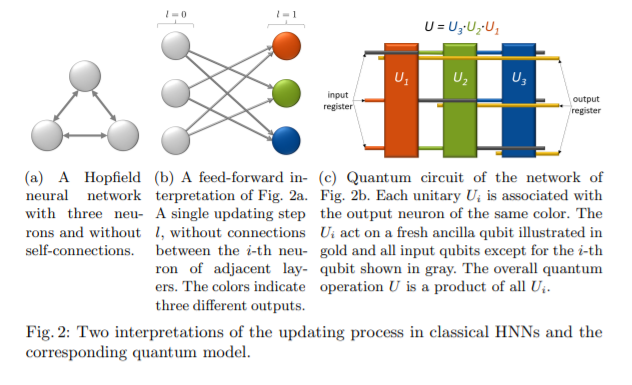 l = 0
l = 1
U = U3·U2·U1
U1
U2
U3
input
register
output
register
(a) A Hopfield
neural network
with three neu-
rons and without
self-connections.
(b) A feed-forward in-
terpretation of Fig. 2a.
A single updating step
l, without connections
between the i-th neu-
ron of adjacent lay-
ers. The colors indicate
three different outputs.
(c) Quantum circuit of the network of
Fig. 2b. Each unitary Ui is associated with
the output neuron of the same color. The
Ui act on a fresh ancilla qubit illustrated in
gold and all input qubits except for the i-th
qubit shown in gray. The overall quantum
operation U is a product of all Ui.
Fig. 2: Two interpretations of the updating process in classical HNNs and the
corresponding quantum model.